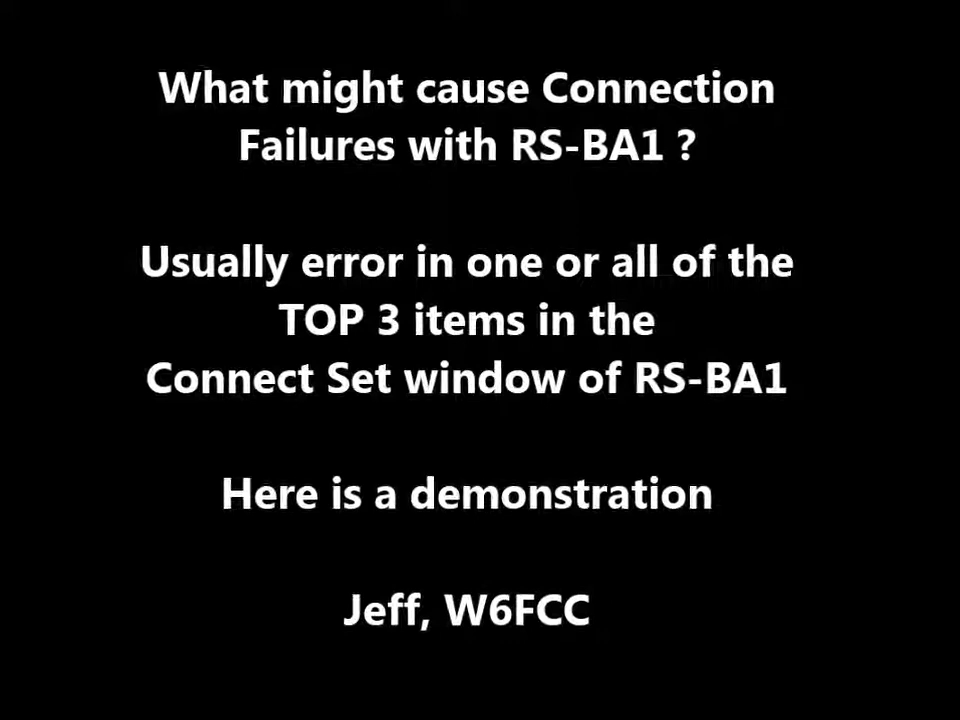 What might cause Connection
Failures with RS-BA1 ?
Usually error in one or all of the
TOP 3 items in the
Connect Set window of RS-BA1
Here is a demonstration
Jeff, W6FCC